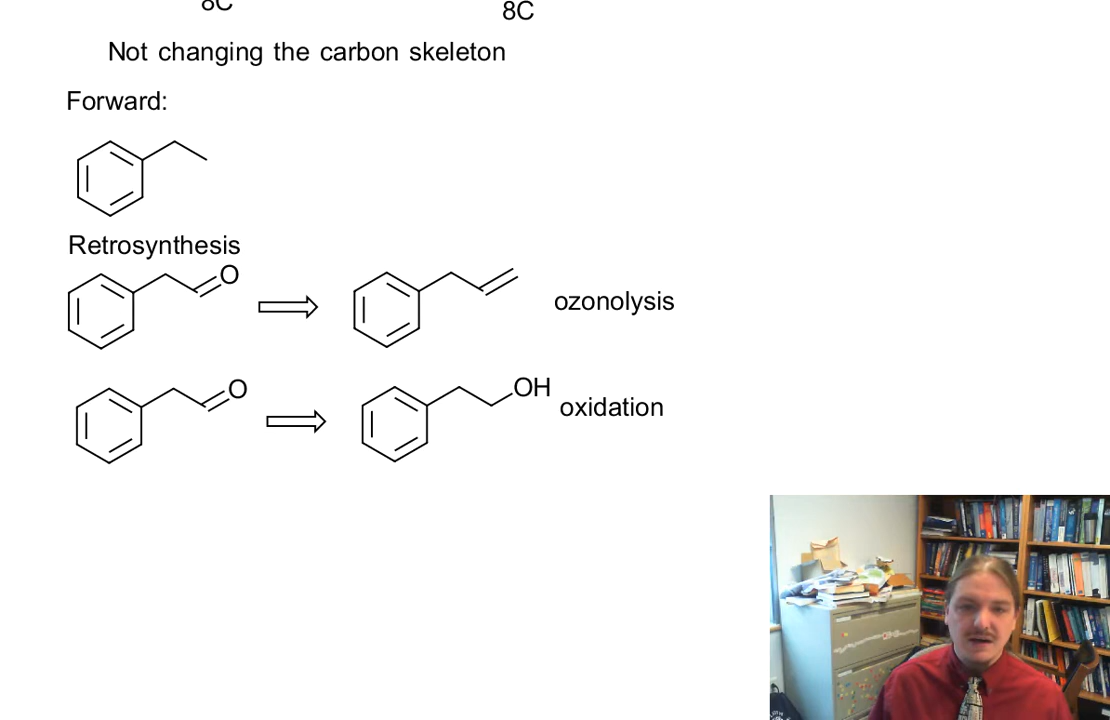 8C
8C
Not changing the carbon skeleton
Forward:
Retrosynthesis
O
ozonolysis
O
OH
oxidation